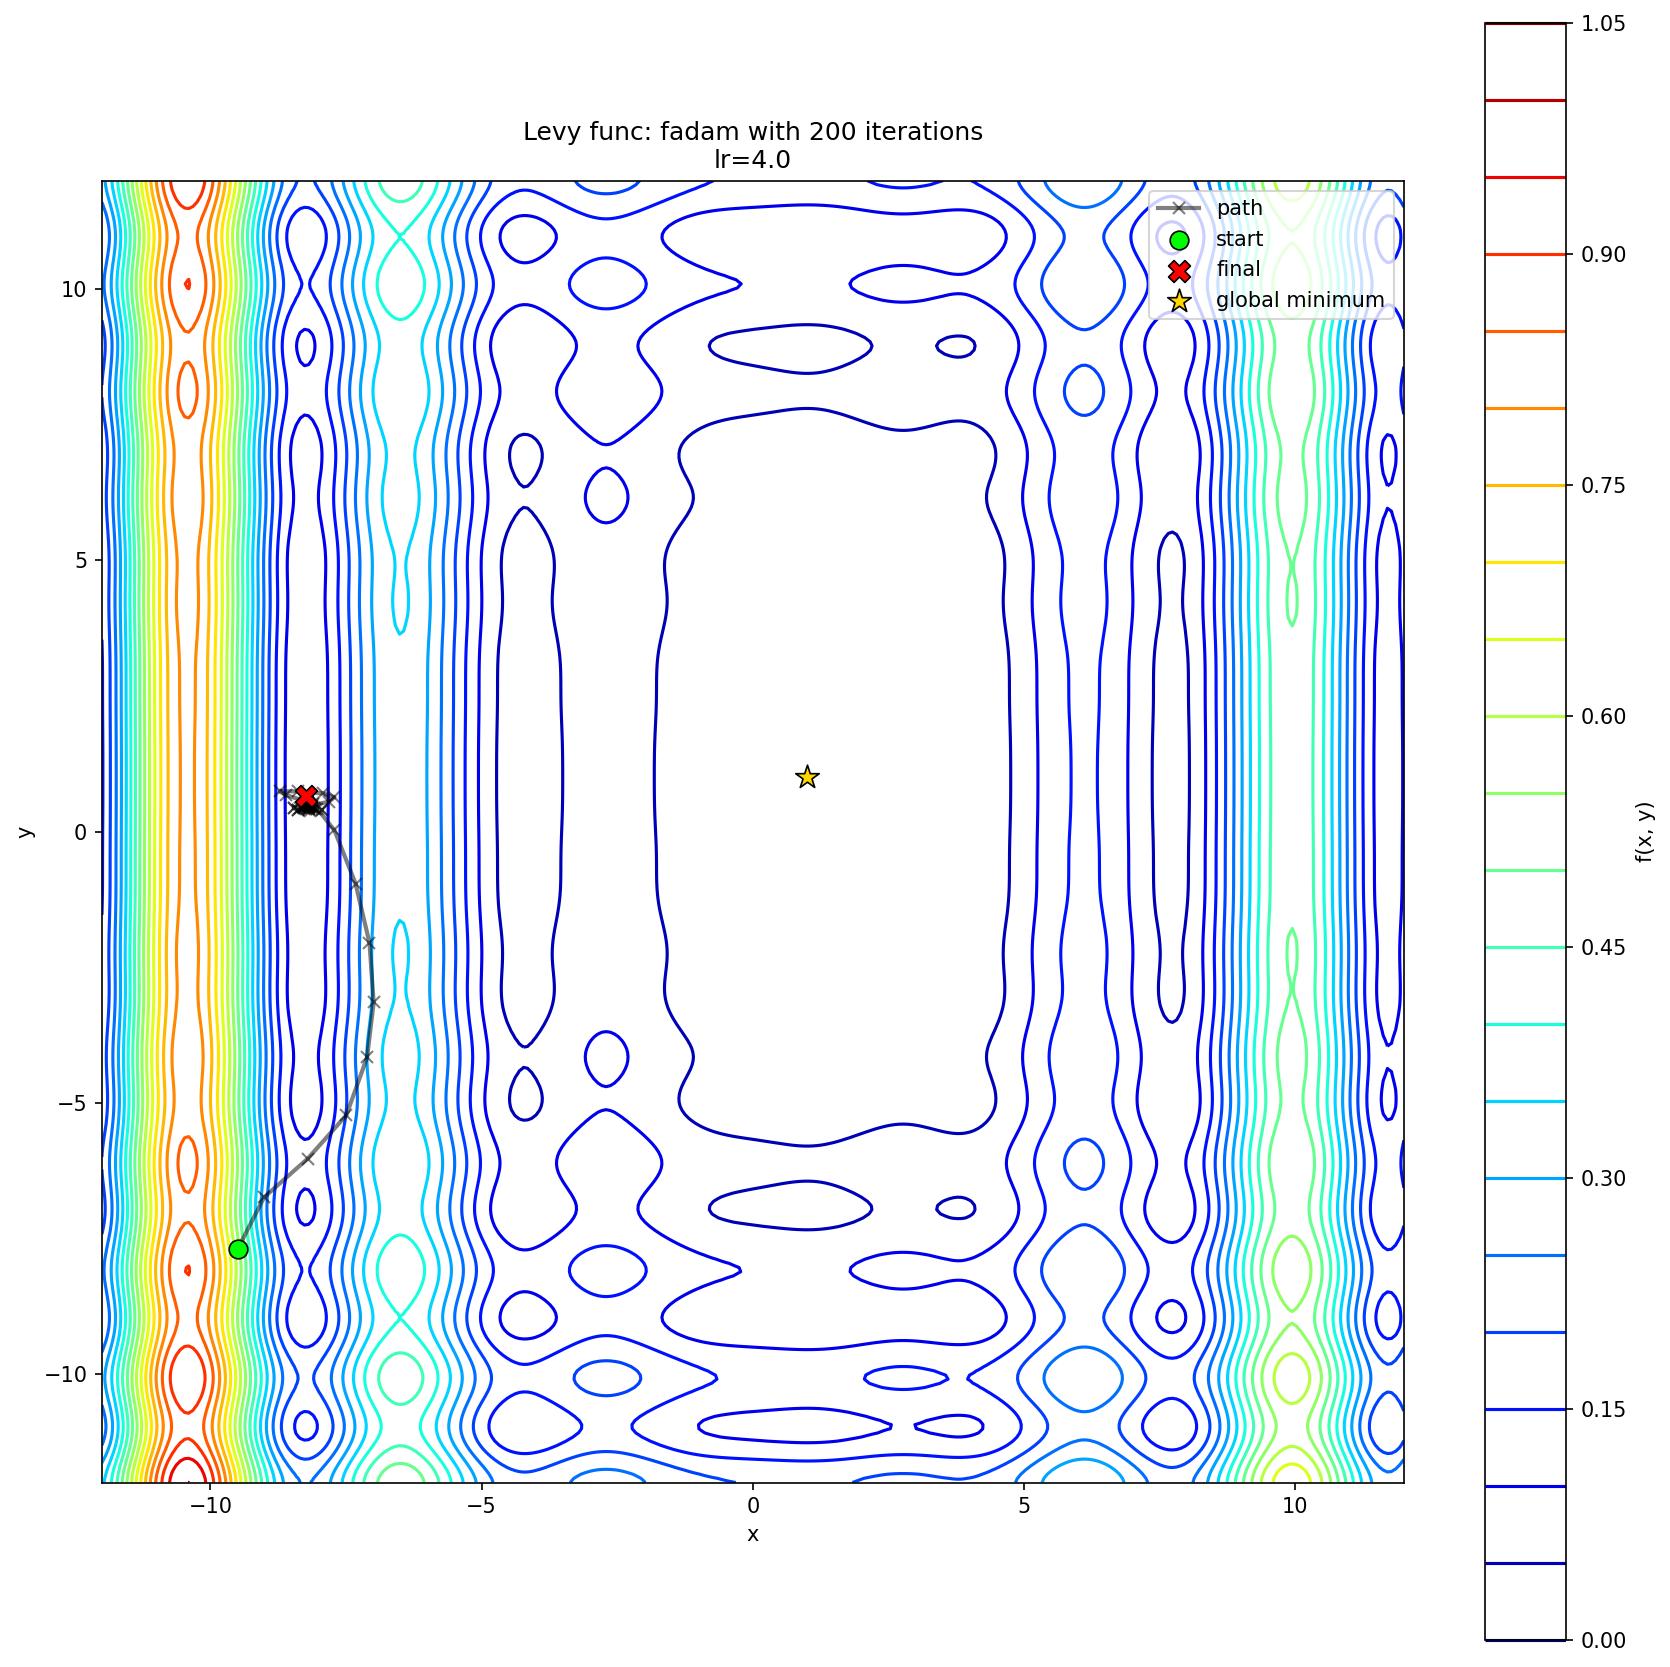 Levy func: fadam with 200 iterations
lr=4.0
path
start
final
global minimum
10
5
0
−5
−10
y
−10
−5
0
5
10
x
1.05
0.90
0.75
0.60
0.45
0.30
0.15
0.00
f(x, y)